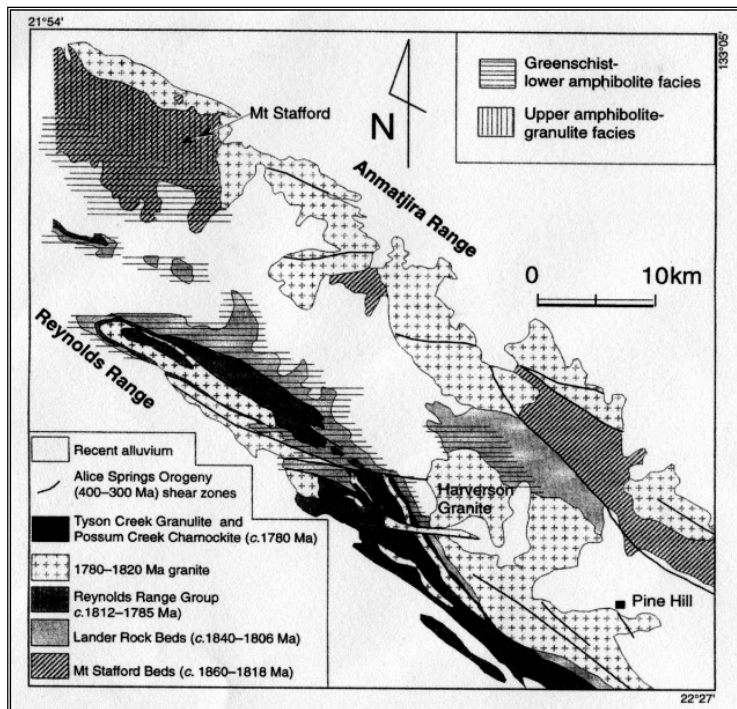 21°54'
133°05'
Greenschist-
lower amphibolite facies
Upper amphibolite-
granulite facies
Mt Stafford
N
Anmatjira Range
0 10km
Reynolds Range
Recent alluvium
Alice Springs Orogeny
(400–300 Ma) shear zones
Tyson Creek Granulite and
Possum Creek Charnockite (c.1780 Ma)
1780–1820 Ma granite
Reynolds Range Group
c.1812–1785 Ma)
Lander Rock Beds (c.1840–1806 Ma)
Mt Stafford Beds (c. 1860–1818 Ma)
Harverson
Granite
Pine Hill
22°27'